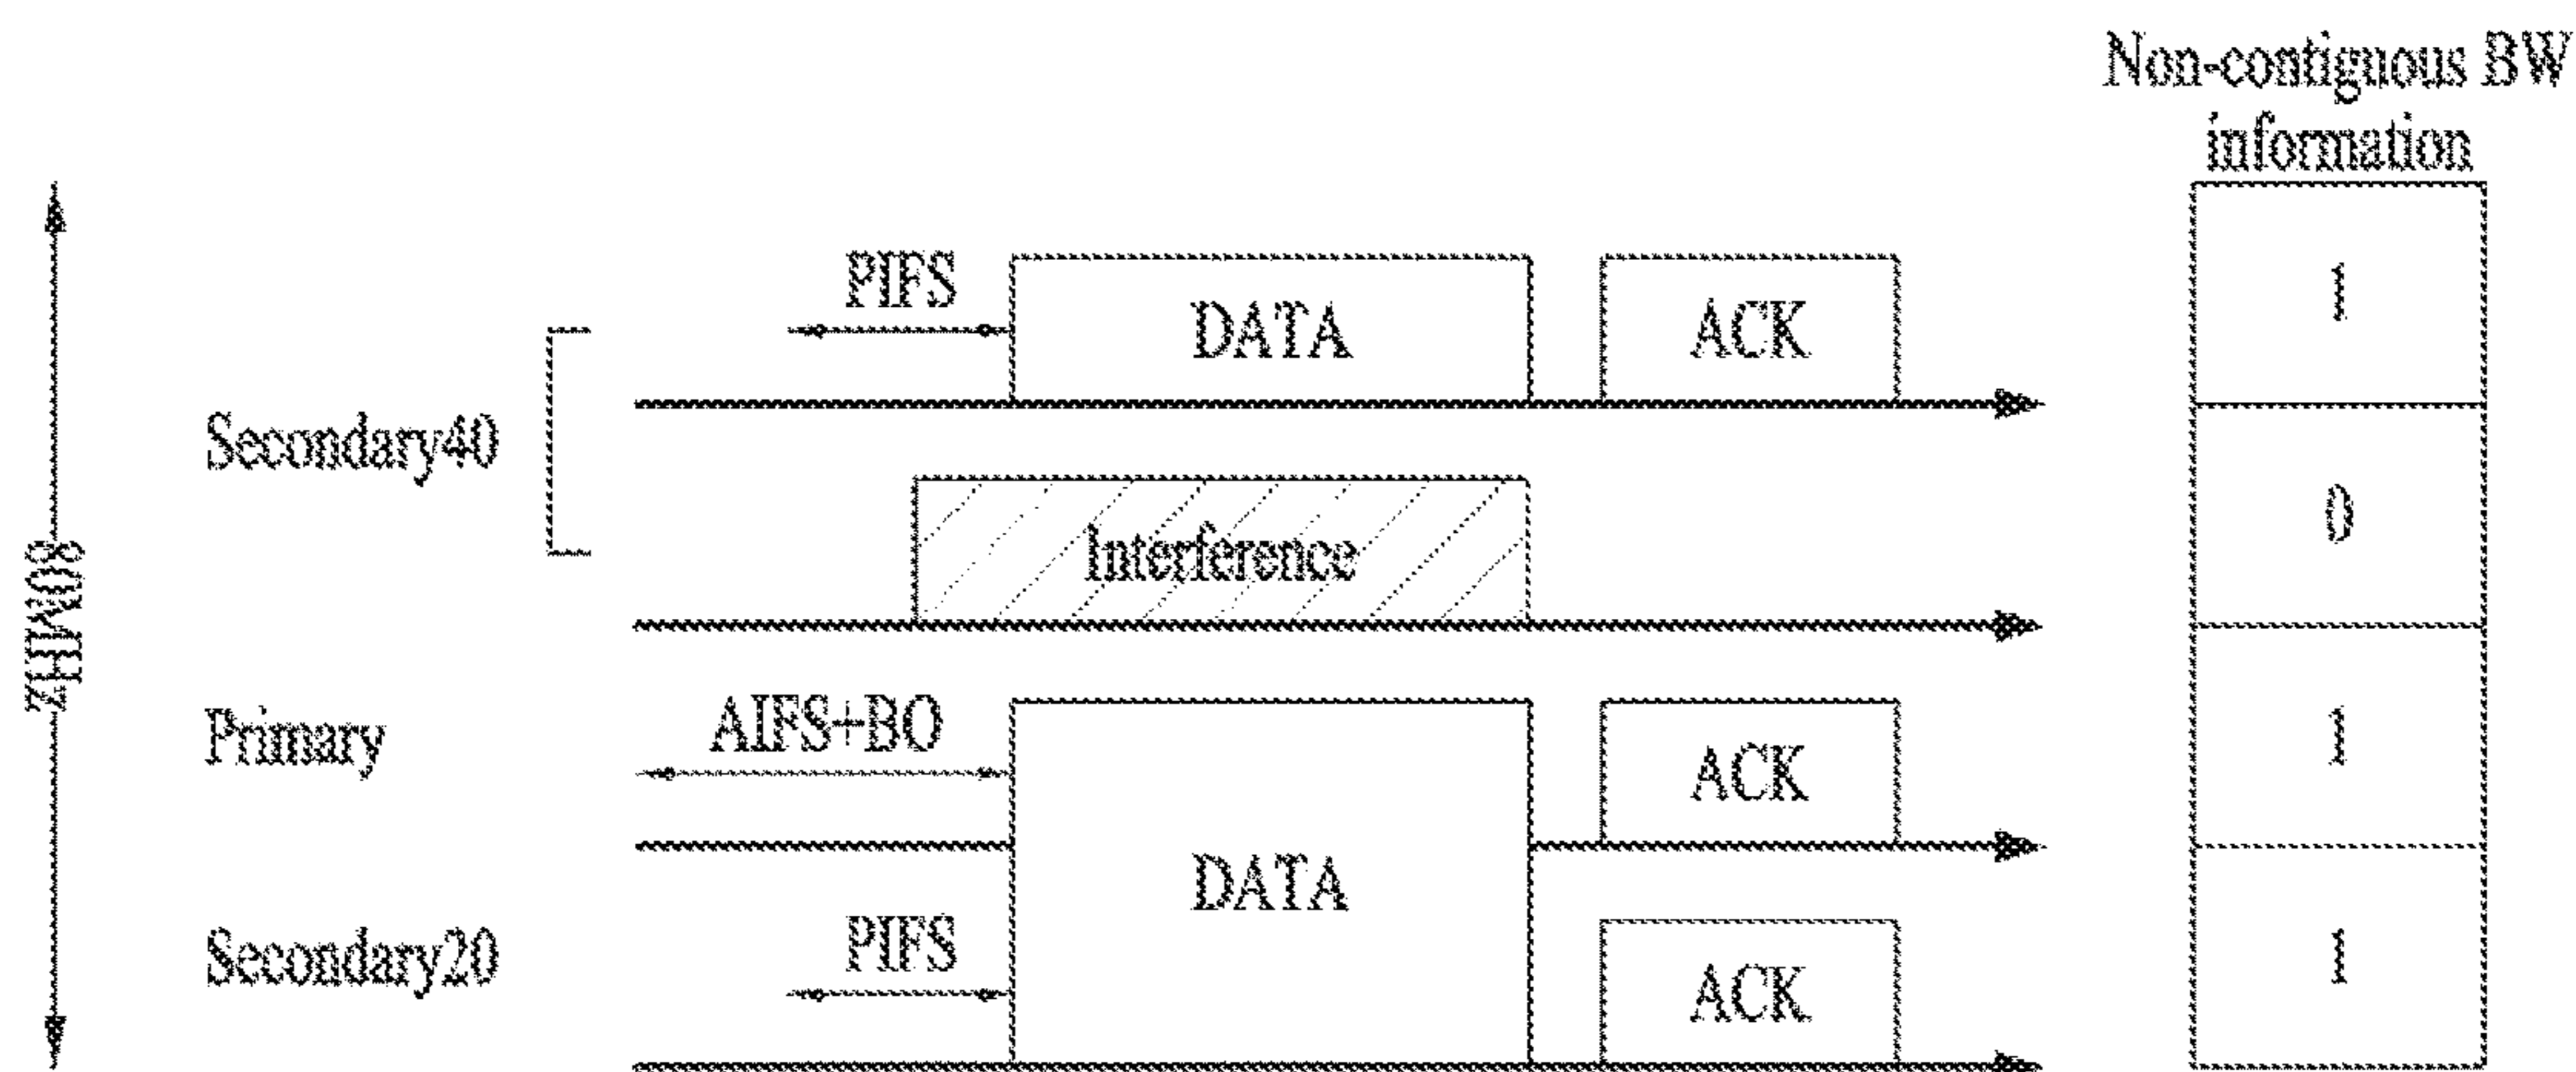 Non-contiguous BW
information
PIFS
DATA
ACK
1
Secondary40
Interference
0
80MHz
Primary
AIFS+BO
ACK
1
DATA
Secondary20
PIFS
ACK
1